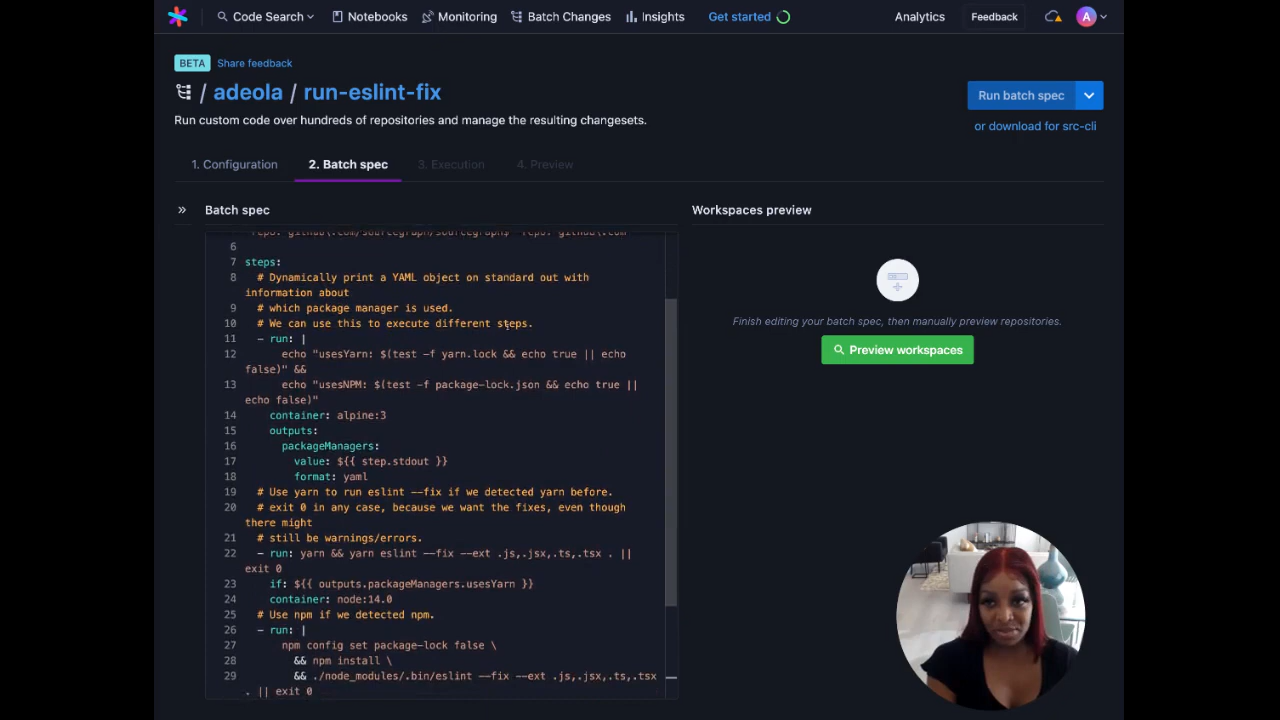 Code Search
Notebooks
Monitoring
Batch Changes
Insights
Get started
Analytics
Feedback
A
BETA
Share feedback
/ adeola / run-eslint-fix
Run batch spec
Run custom code over hundreds of repositories and manage the resulting changesets.
or download for src-cli
1. Configuration
2. Batch spec
3. Execution
4. Preview
» Batch spec
6
7 steps:
8 # Dynamically print a YAML object on standard out with
information about
9 # which package manager is used.
10 # We can use this to execute different steps.
11 - run: |
12 echo "usesYarn: $(test -f yarn.lock && echo true || echo
false)" &&
13 echo "usesNPM: $(test -f package-lock.json && echo true ||
echo false)"
14 container: alpine:3
15 outputs:
16 packageManagers:
17 value: ${{ step.stdout }}
18 format: yaml
19 # Use yarn to run eslint --fix if we detected yarn before.
20 # exit 0 in any case, because we want the fixes, even though
there might
21 # still be warnings/errors.
22 - run: yarn && yarn eslint --fix --ext .js,.jsx,.ts,.tsx . ||
exit 0
23 if: ${{ outputs.packageManagers.usesYarn }}
24 container: node:14.0
25 # Use npm if we detected npm.
26 - run: |
27 npm config set package-lock false \
28 && npm install \
29 && ./node_modules/.bin/eslint --fix --ext .js,.jsx,.ts,.tsx
. || exit 0
Workspaces preview
Finish editing your batch spec, then manually preview repositories.
Preview workspaces